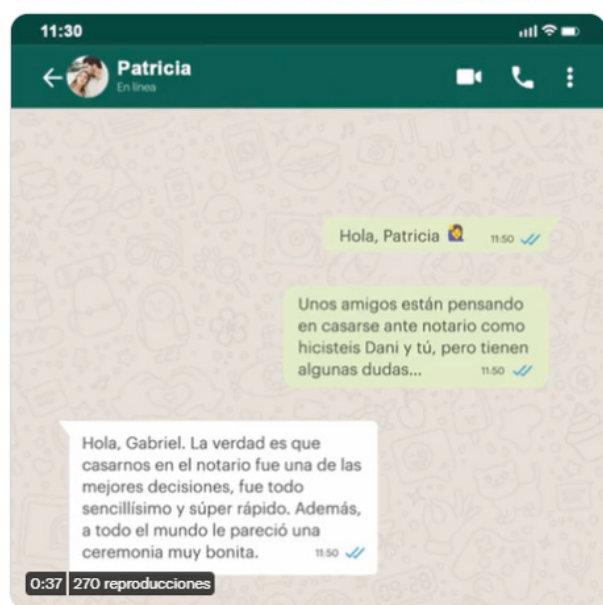 11:30
Patricia
En línea
Hola, Patricia 🙋‍♀️ 11:50
Unos amigos están pensando
en casarse ante notario como
hicisteis Dani y tú, pero tienen
algunas dudas... 11:50
Hola, Gabriel. La verdad es que
casarnos en el notario fue una de las
mejores decisiones, fue todo
sencillísimo y súper rápido. Además,
a todo el mundo le pareció una
ceremonia muy bonita. 11:50
0:37 270 reproducciones